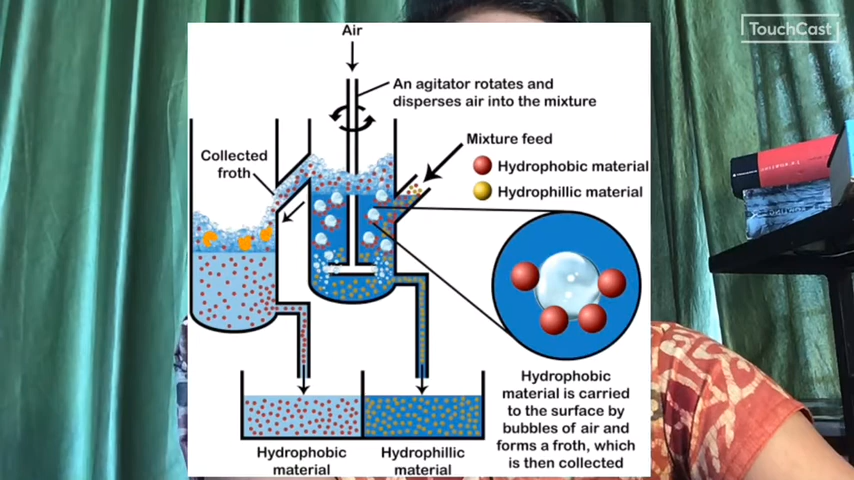 TouchCast
Air
An agitator rotates and
disperses air into the mixture
Mixture feed
Collected
froth
Hydrophobic material
Hydrophillic material
Hydrophobic
material is carried
to the surface by
bubbles of air and
forms a froth, which
is then collected
Hydrophobic
material
Hydrophillic
material